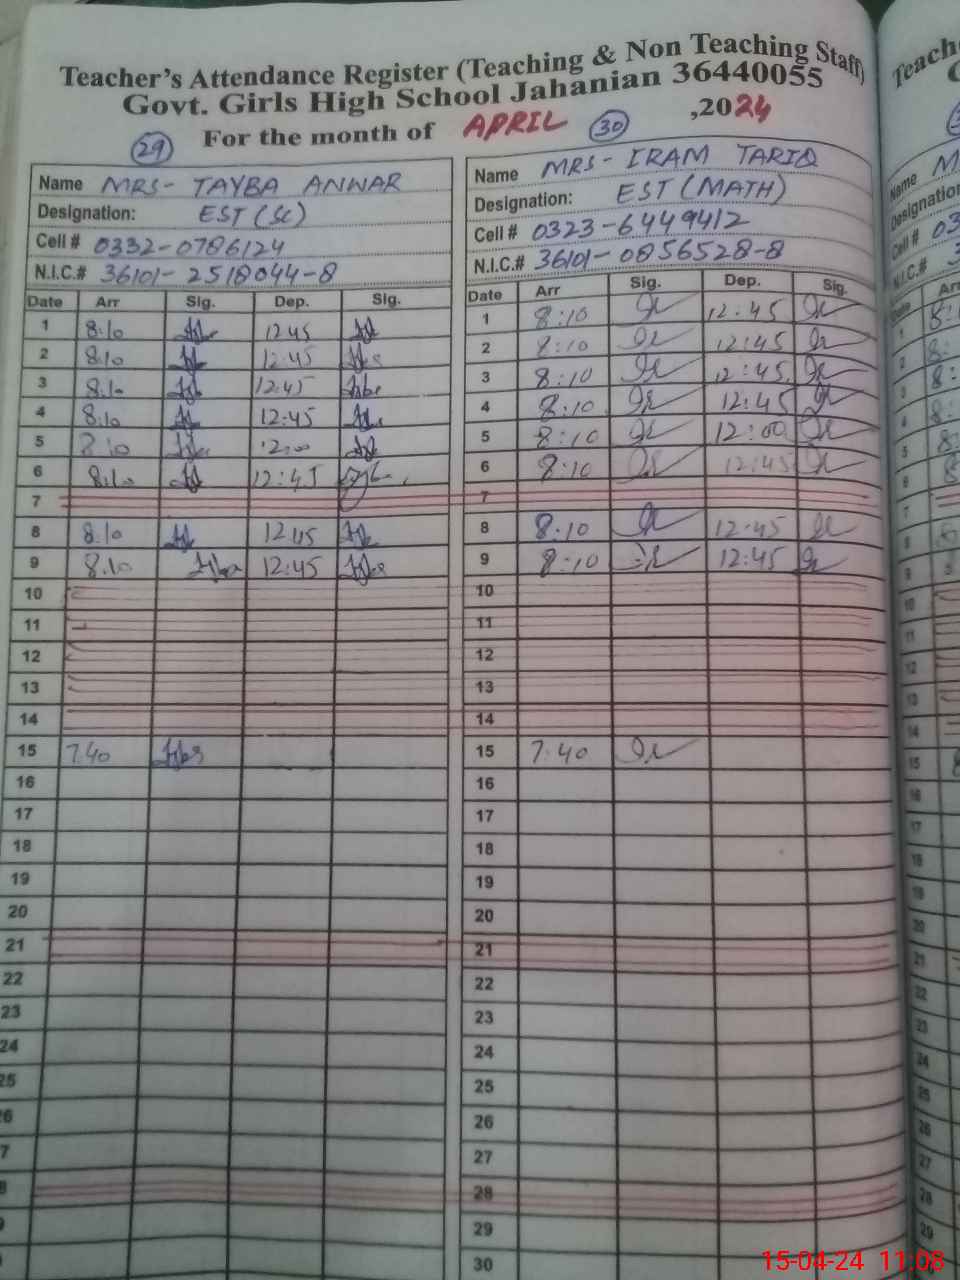 Teacher's Attendance Register (Teaching & Non Teaching Staff)
Govt. Girls High School Jahanian 36440055
For the month of APRIL ,2024
29
Name MRS- TAYBA ANWAR
Designation: EST (SC)
Cell # 0332-0786124
N.I.C.# 36101-2518044-8
Date Arr Sig. Dep. Sig.
1 8:10 12 45
2 8:10 12:45
3 8:10 12:45
4 8:10 12:45
5 8:10 12:00
6 8:10 12:45
7
8 8:10 12 45
9 8:10 12:45
10
11
12
13
14
15 7.40
16
17
18
19
20
21
22
23
24
25
30
Name MRS- IRAM TARIQ
Designation: EST (MATH)
Cell # 0323-6449412
N.I.C.# 36101-0856528-8
Date Arr Sig. Dep. Sig.
1 8:10 12:45
2 8:10 12:45
3 8:10 12:45
4 8:10 12:45
5 8:10 12:00
6 8:10 12:45
7
8 8:10 12:45
9 8:10 12:45
10
11
12
13
14
15 7:40
16
17
18
19
20
21
22
23
24
25
26
27
28
29
30
15-04-24 11:08